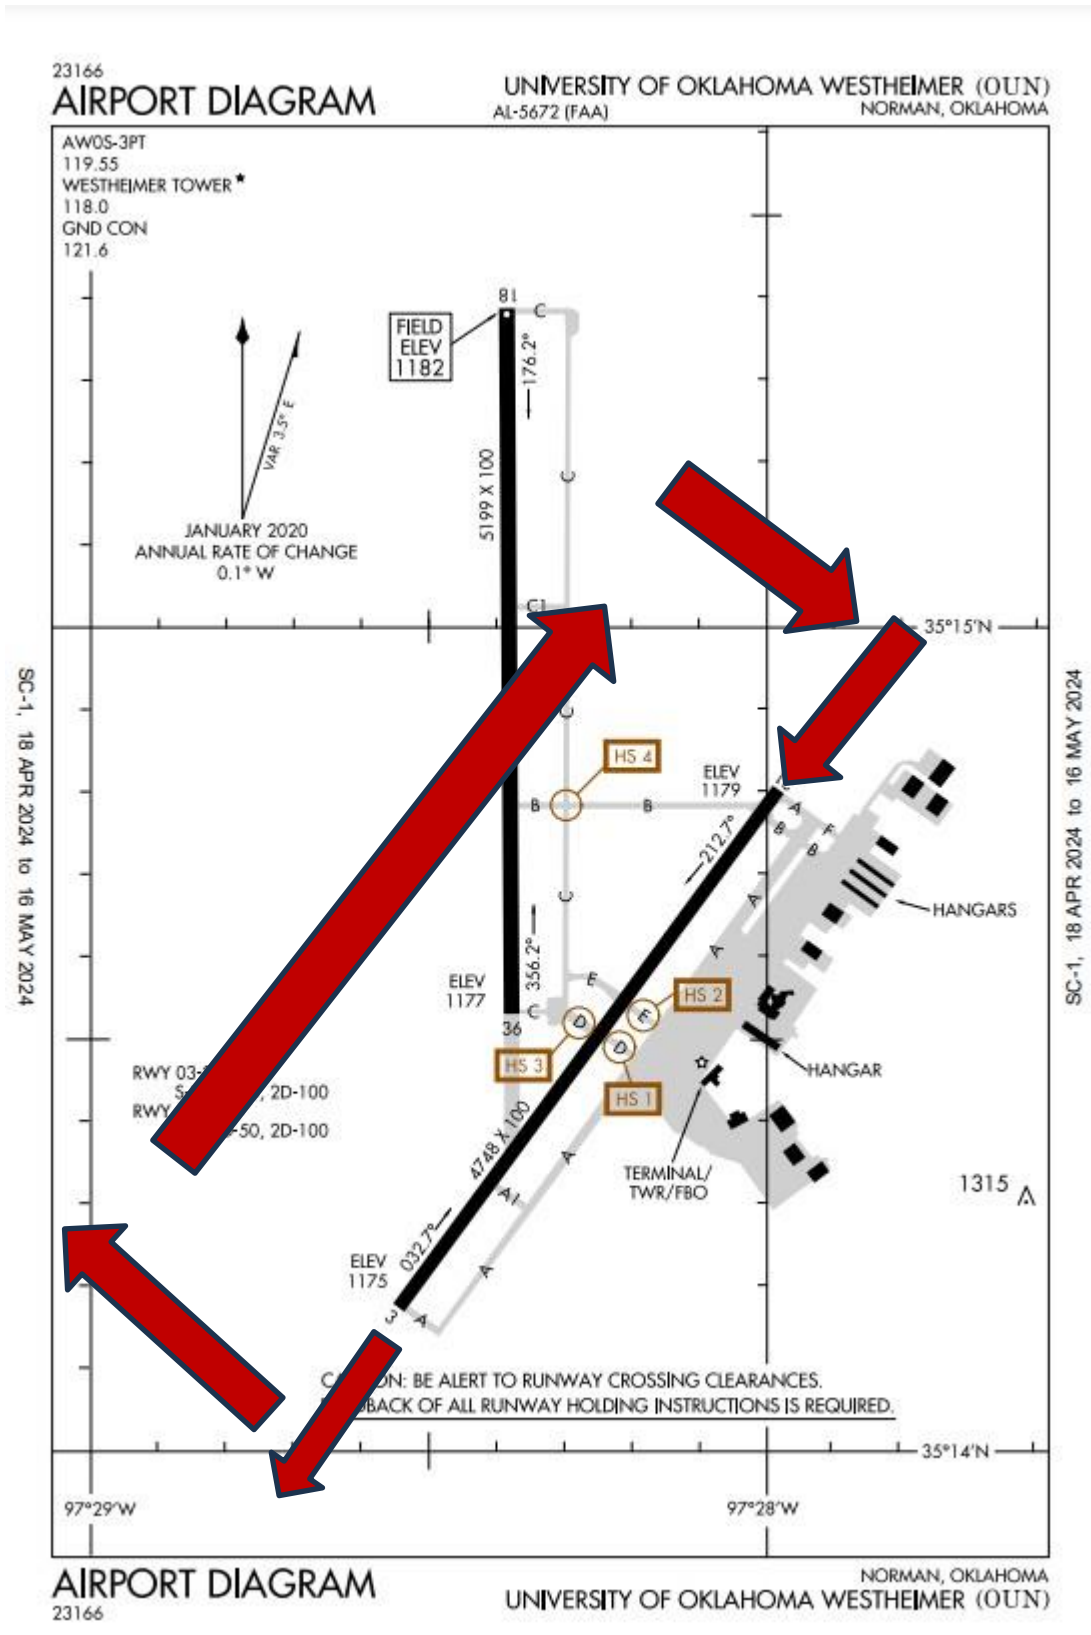 23166
AIRPORT DIAGRAM
UNIVERSITY OF OKLAHOMA WESTHEIMER (OUN)
AL-5672 (FAA)
NORMAN, OKLAHOMA
AWOS-3PT
119.55
WESTHEIMER TOWER★
118.0
GND CON
121.6
18
C
FIELD
ELEV
1182
176.2°
VAR 3.5° E
5199 X 100
C
JANUARY 2020
ANNUAL RATE OF CHANGE
0.1° W
C1
35°15'N
SC-1, 18 APR 2024 to 16 MAY 2024
SC-1, 18 APR 2024 to 16 MAY 2024
C
HS 4
ELEV
1179
B
B
A
B
F
B
212.7°
A
C
HANGARS
A
356.2°
E
ELEV
1177
C
HS 2
36
D
E
D
HS 3
HS 1
HANGAR
RWY 03-
S- , 2D-100
RWY
-50, 2D-100
4748 X 100
A
TERMINAL/
TWR/FBO
1315
A1
032.7°
ELEV
1175
A
3
A
CA ON: BE ALERT TO RUNWAY CROSSING CLEARANCES.
BACK OF ALL RUNWAY HOLDING INSTRUCTIONS IS REQUIRED.
35°14'N
97°29'W
97°28'W
AIRPORT DIAGRAM
23166
NORMAN, OKLAHOMA
UNIVERSITY OF OKLAHOMA WESTHEIMER (OUN)